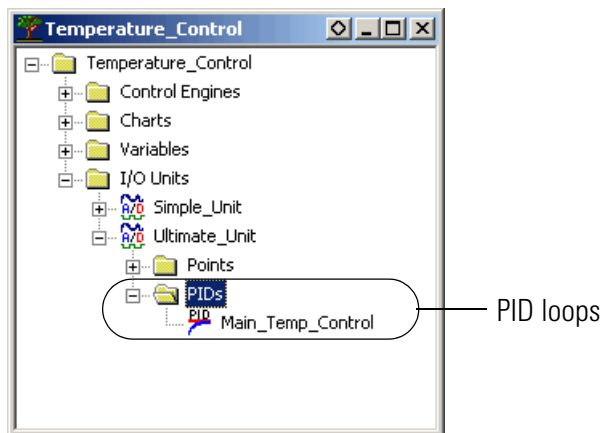 Temperature_Control
Temperature_Control
Control Engines
Charts
Variables
I/O Units
A/D Simple_Unit
A/D Ultimate_Unit
Points
PIDs
PID Main_Temp_Control
PID loops